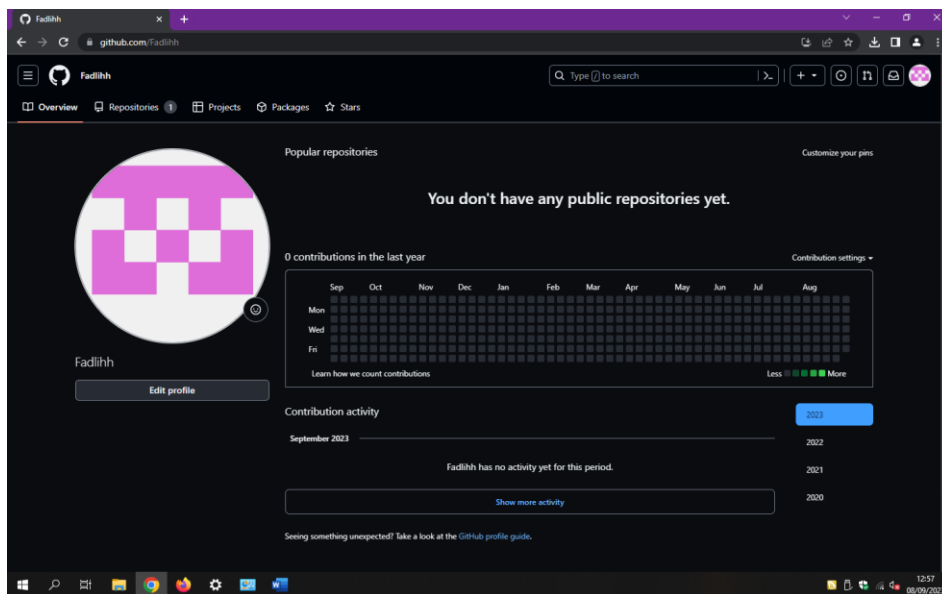 Fadlihh
github.com/Fadlihh
Fadlihh
Type / to search
Overview Repositories 1 Projects Packages Stars
Popular repositories
Customize your pins
You don't have any public repositories yet.
0 contributions in the last year
Contribution settings
Sep Oct Nov Dec Jan Feb Mar Apr May Jun Jul Aug
Mon
Wed
Fri
Learn how we count contributions
Less More
Fadlihh
Edit profile
Contribution activity
2023
September 2023
2022
Fadlihh has no activity yet for this period.
2021
Show more activity
2020
Seeing something unexpected? Take a look at the GitHub profile guide.
12:57
08/09/202